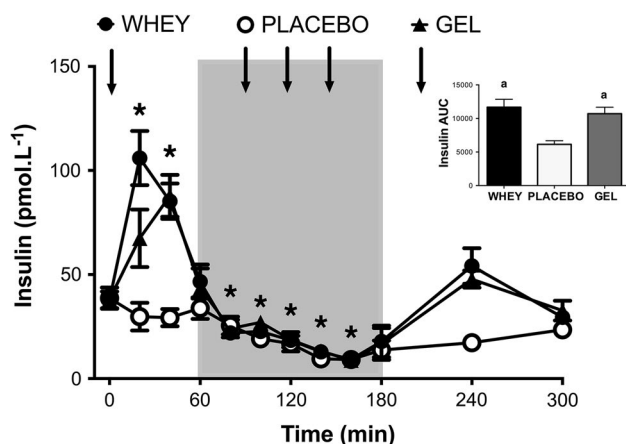 WHEY PLACEBO GEL
150
100
50
0
Insulin (pmol.L-1)
* * * * * * *
0 60 120 180 240 300
Time (min)
15000
10000
5000
0
Insulin AUC
a a
WHEY PLACEBO GEL